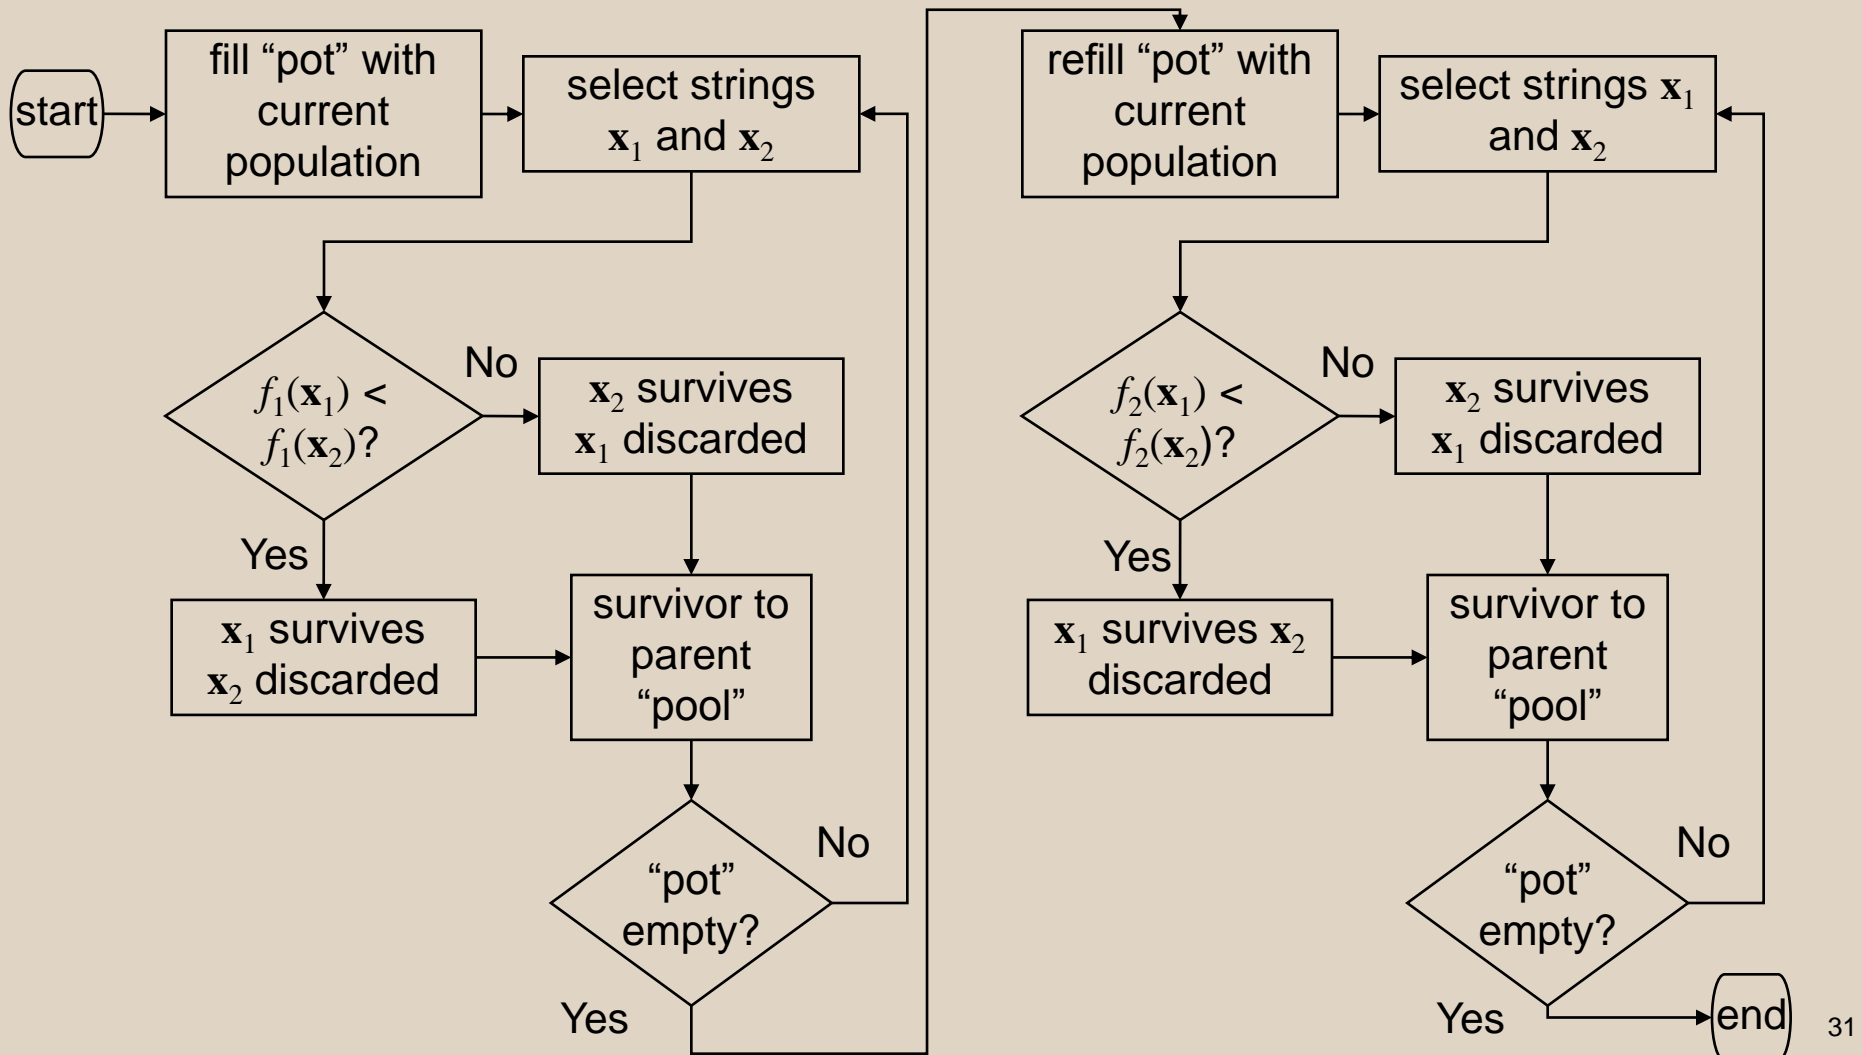 start
fill “pot” with
current
population
select strings
x₁ and x₂
f₁(x₁) <
f₁(x₂)?
No
x₂ survives
x₁ discarded
Yes
x₁ survives
x₂ discarded
survivor to
parent
“pool”
“pot”
empty?
No
Yes
refill “pot” with
current
population
select strings x₁
and x₂
f₂(x₁) <
f₂(x₂)?
No
x₂ survives
x₁ discarded
Yes
x₁ survives x₂
discarded
survivor to
parent
“pool”
“pot”
empty?
No
Yes
end
31